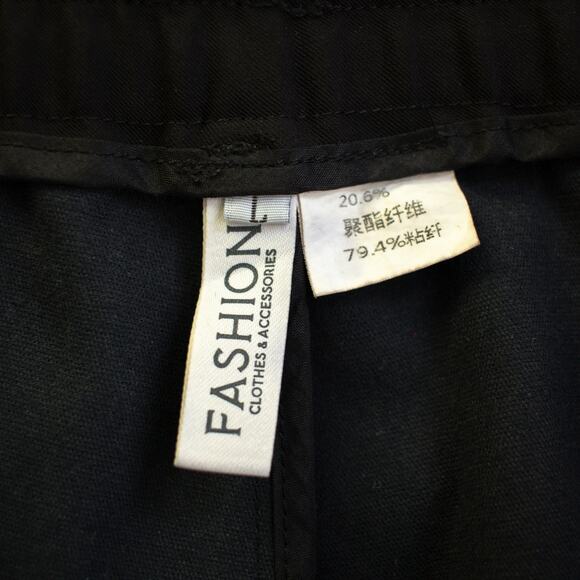 FASHION
CLOTHES & ACCESSORIES
20.6%
聚酯纤维
79.4%粘纤